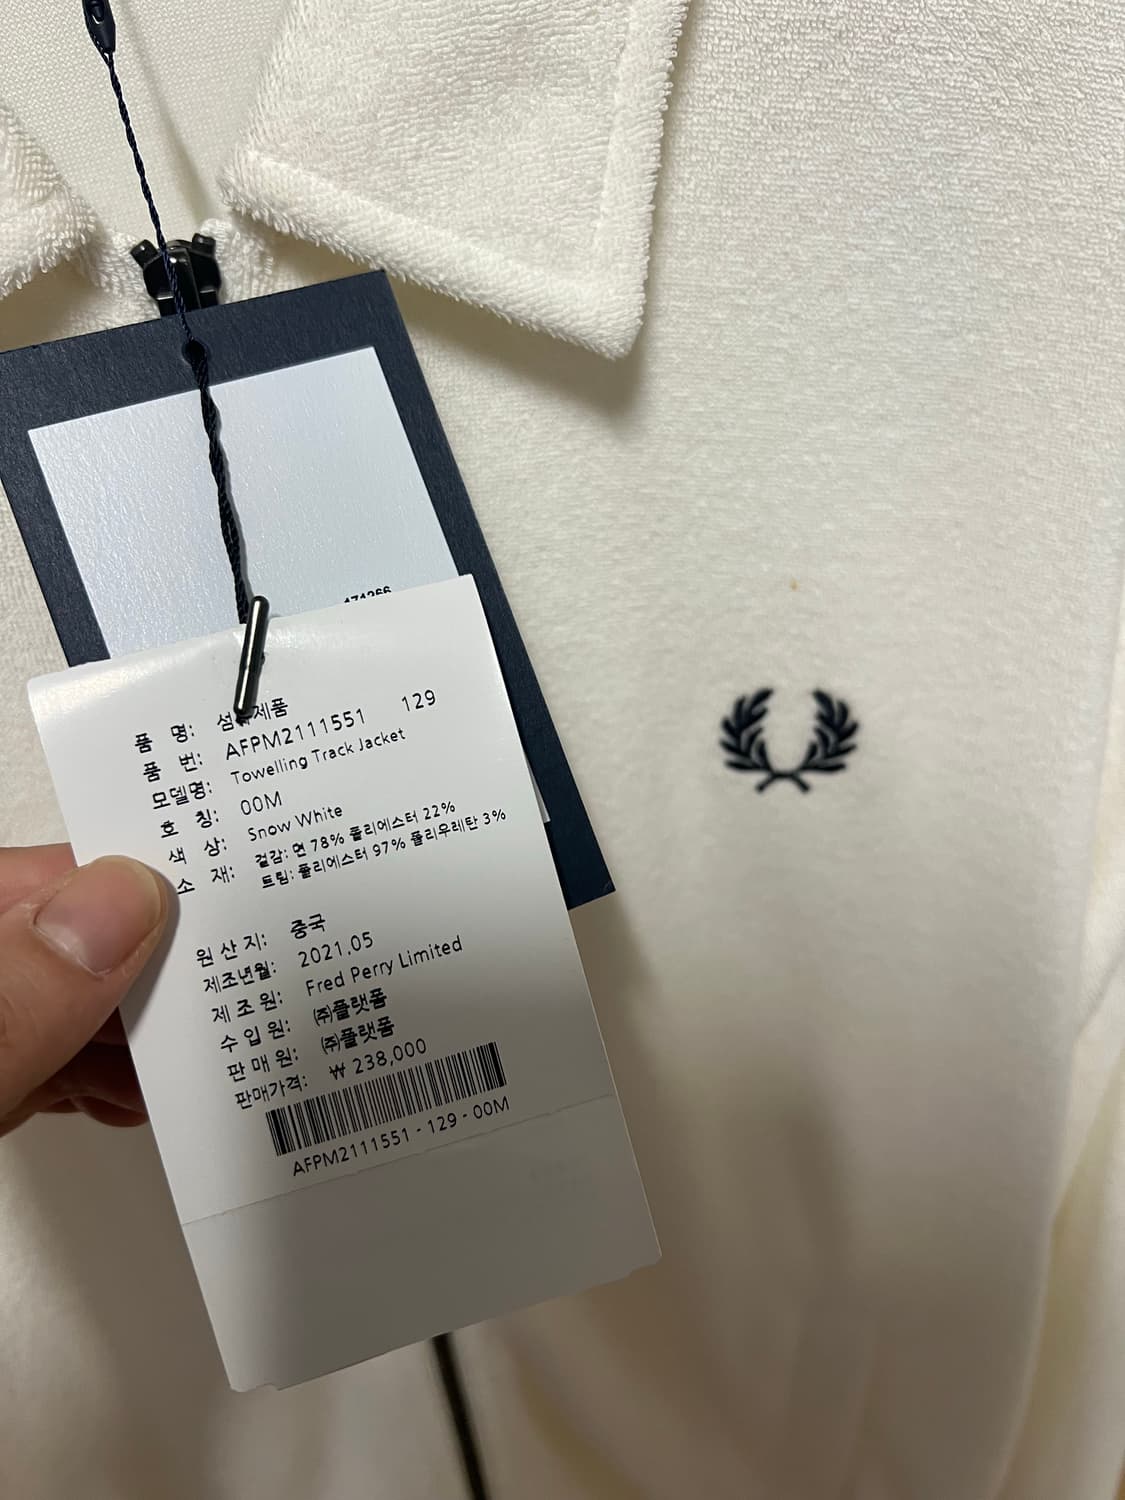 품 명: 섬유제품
품 번: AFPM2111551 129
모델명: Towelling Track Jacket
호 칭: 00M
색 상: Snow White
소 재: 겉감: 면 78% 폴리에스터 22%
트림: 폴리에스터 97% 폴리우레탄 3%
원 산 지: 중국
제조년월: 2021.05
제 조 원: Fred Perry Limited
수 입 원: ㈜플랫폼
판 매 원: ㈜플랫폼
판매가격: ₩ 238,000
AFPM2111551 - 129 - 00M